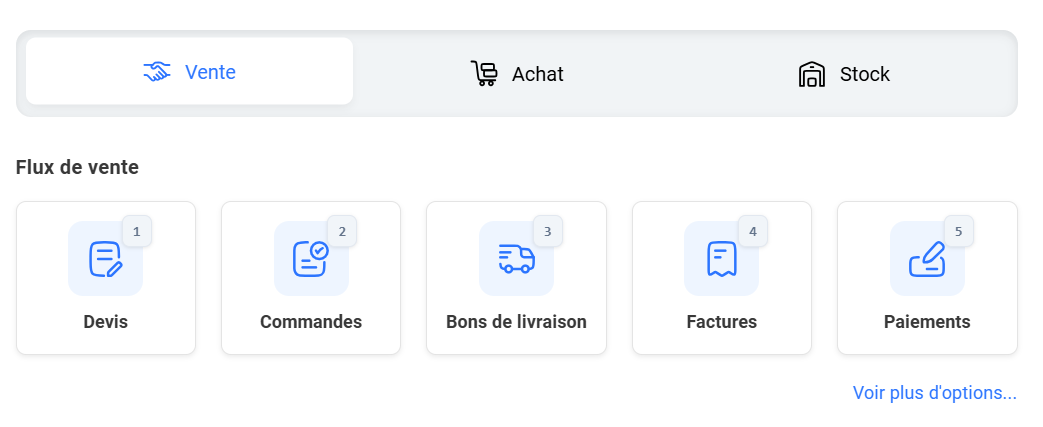 Vente
Achat
Stock
Flux de vente
1
2
3
4
5
Devis
Commandes
Bons de livraison
Factures
Paiements
Voir plus d'options...